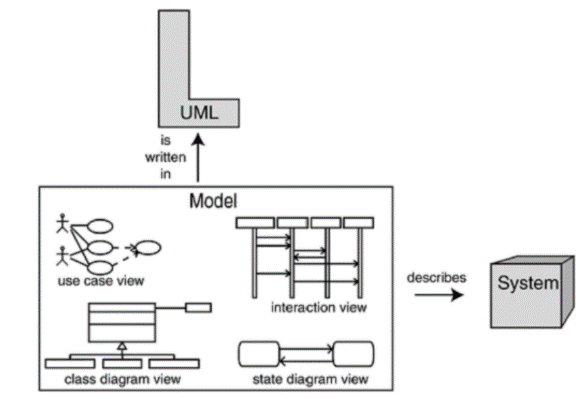 UML
is
written
in
Model
use case view
interaction view
class diagram view
state diagram view
describes
System